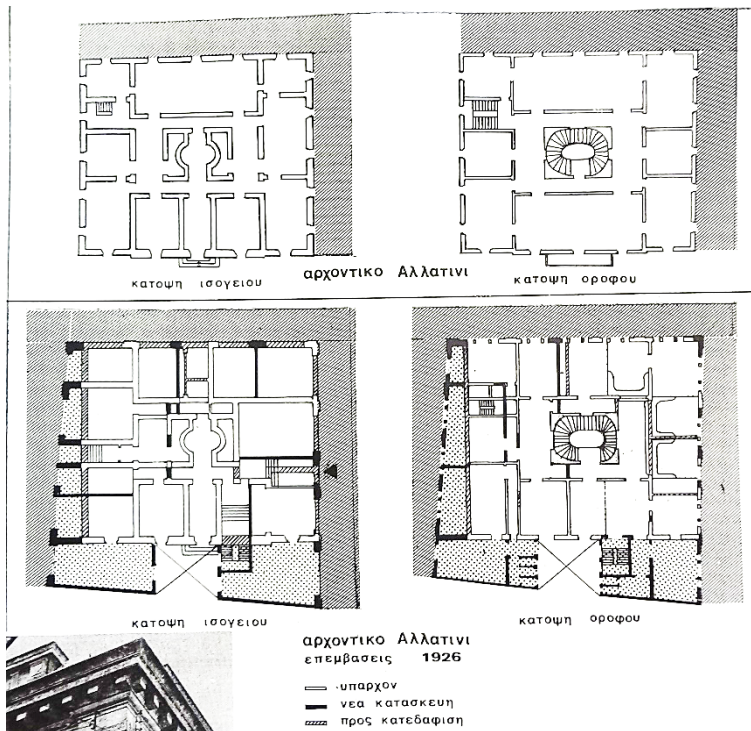 αρχοντικο Αλλατινι
κατοψη ισογειου
κατοψη οροφου
κατοψη ισογειου
κατοψη οροφου
αρχοντικο Αλλατινι
επεμβασεις 1926
υπαρχον
νεα κατασκευη
προς κατεδαφιση